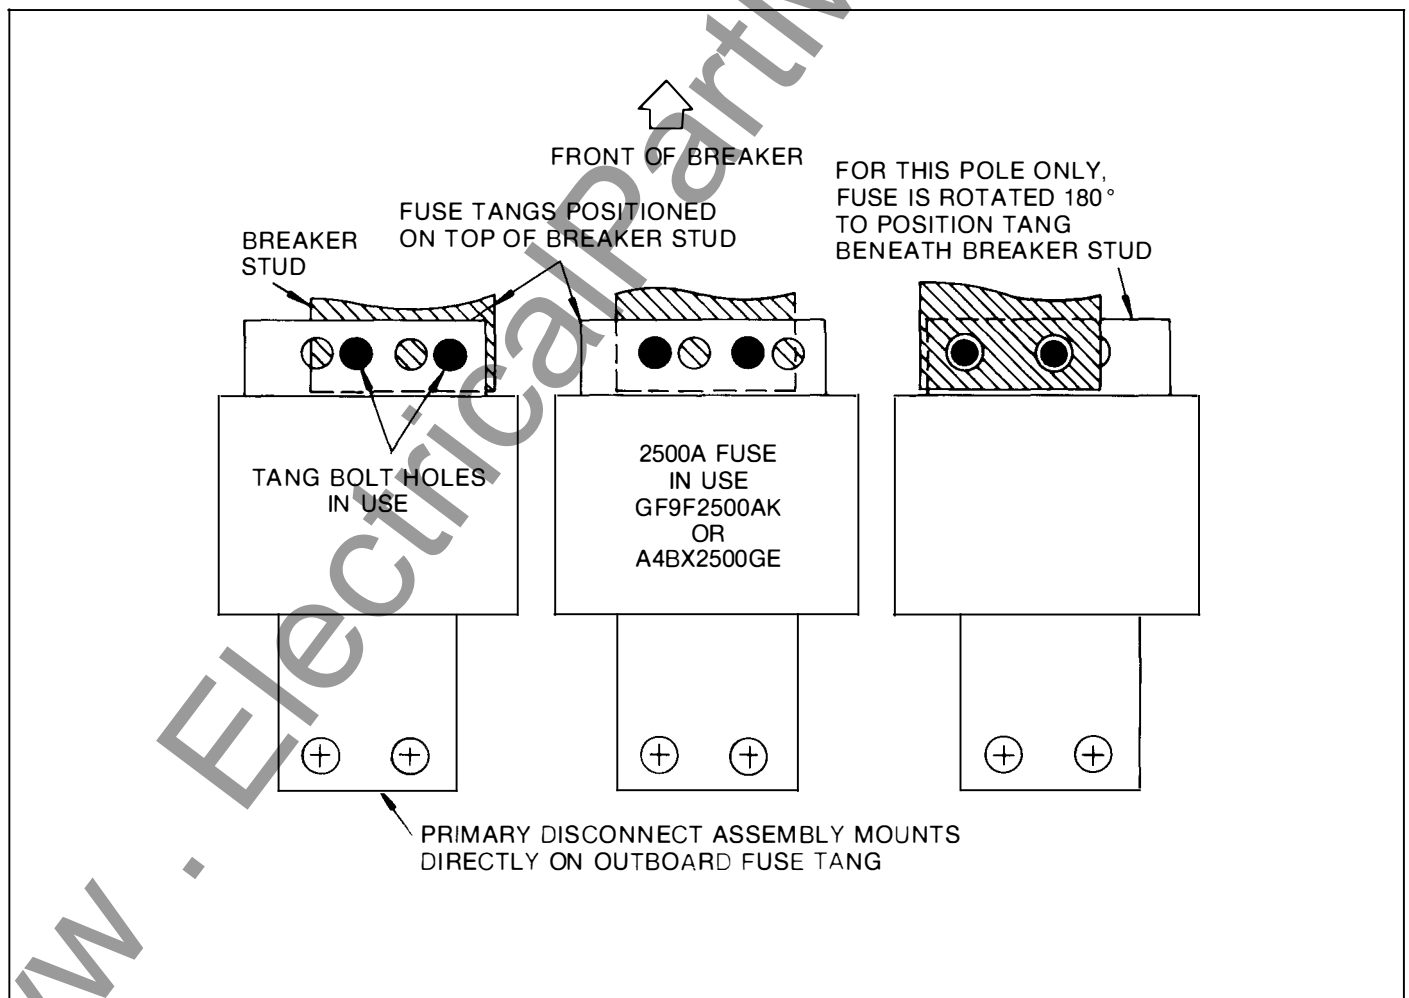 FRONT OF BREAKER
FOR THIS POLE ONLY,
FUSE IS ROTATED 180°
TO POSITION TANG
BENEATH BREAKER STUD
FUSE TANGS POSITIONED
ON TOP OF BREAKER STUD
BREAKER
STUD
TANG BOLT HOLES
IN USE
2500A FUSE
IN USE
GF9F2500AK
OR
A4BX2500GE
PRIMARY DISCONNECT ASSEMBLY MOUNTS
DIRECTLY ON OUTBOARD FUSE TANG